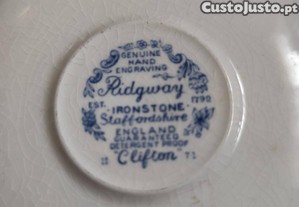 Custojusto.pt
GENUINE
HAND
ENGRAVING
Ridgway
EST. 1792
IRONSTONE
Staffordshire
ENGLAND
GUARANTEED
DETERGENT PROOF
"Clifton"